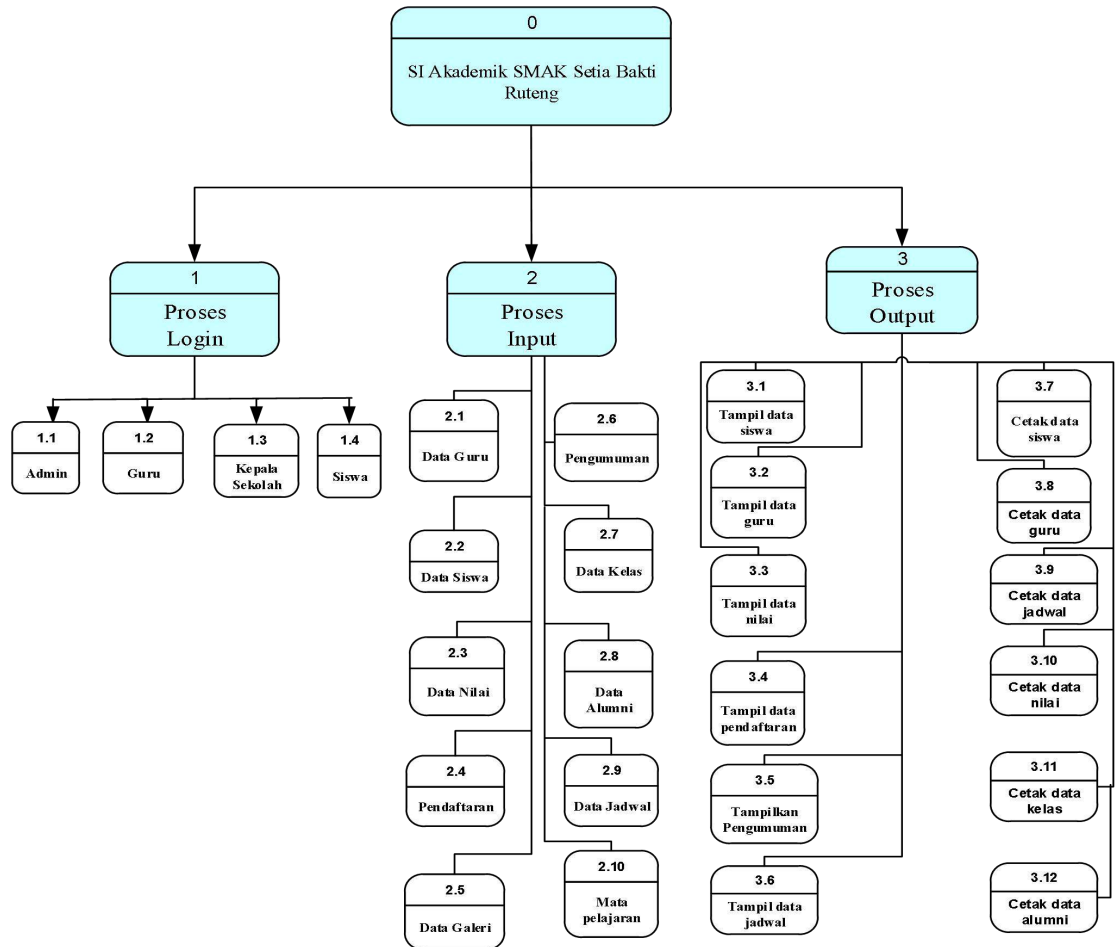 0
SI Akademik SMAK Setia Bakti
Ruteng
1
Proses
Login
2
Proses
Input
3
Proses
Output
1.1
Admin
1.2
Guru
1.3
Kepala
Sekolah
1.4
Siswa
2.1
Data Guru
2.2
Data Siswa
2.3
Data Nilai
2.4
Pendaftaran
2.5
Data Galeri
2.6
Pengumuman
2.7
Data Kelas
2.8
Data
Alumni
2.9
Data Jadwal
2.10
Mata
pelajaran
3.1
Tampil data
siswa
3.2
Tampil data
guru
3.3
Tampil data
nilai
3.4
Tampil data
pendaftaran
3.5
Tampilkan
Pengumuman
3.6
Tampil data
jadwal
3.7
Cetak data
siswa
3.8
Cetak data
guru
3.9
Cetak data
jadwal
3.10
Cetak data
nilai
3.11
Cetak data
kelas
3.12
Cetak data
alumni